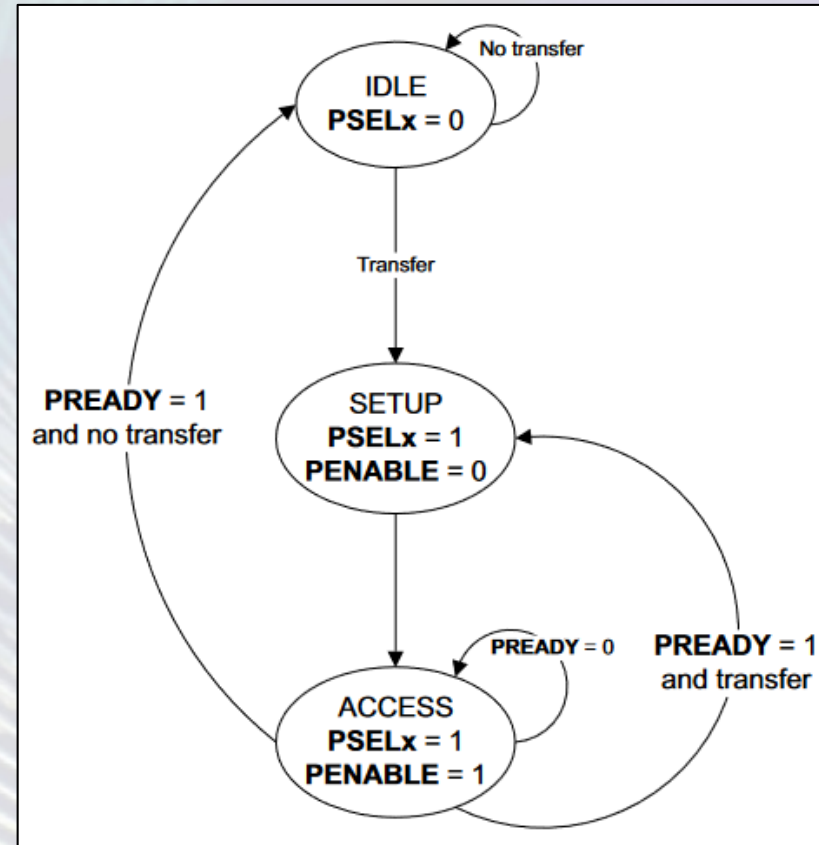 No transfer
IDLE
PSELx = 0
Transfer
PREADY = 1
and no transfer
SETUP
PSELx = 1
PENABLE = 0
PREADY = 0
PREADY = 1
and transfer
ACCESS
PSELx = 1
PENABLE = 1